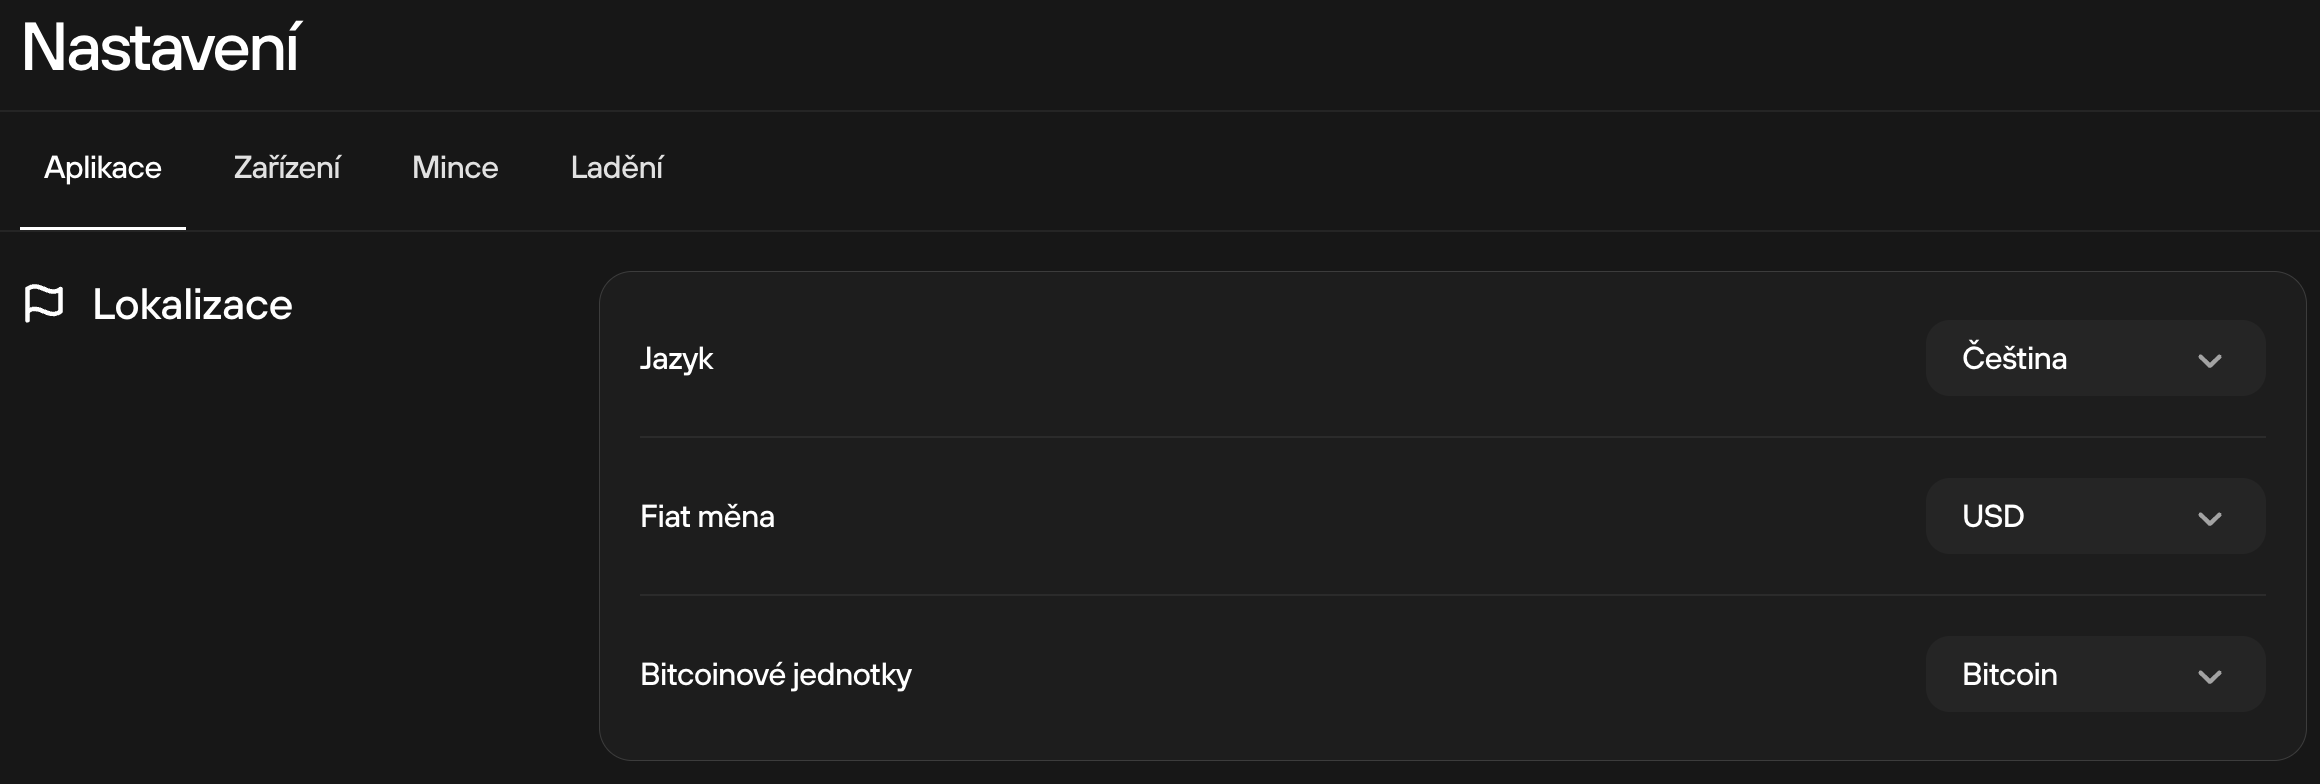 Nastavení
Aplikace Zařízení Mince Ladění
Lokalizace
Jazyk Čeština
Fiat měna USD
Bitcoinové jednotky Bitcoin